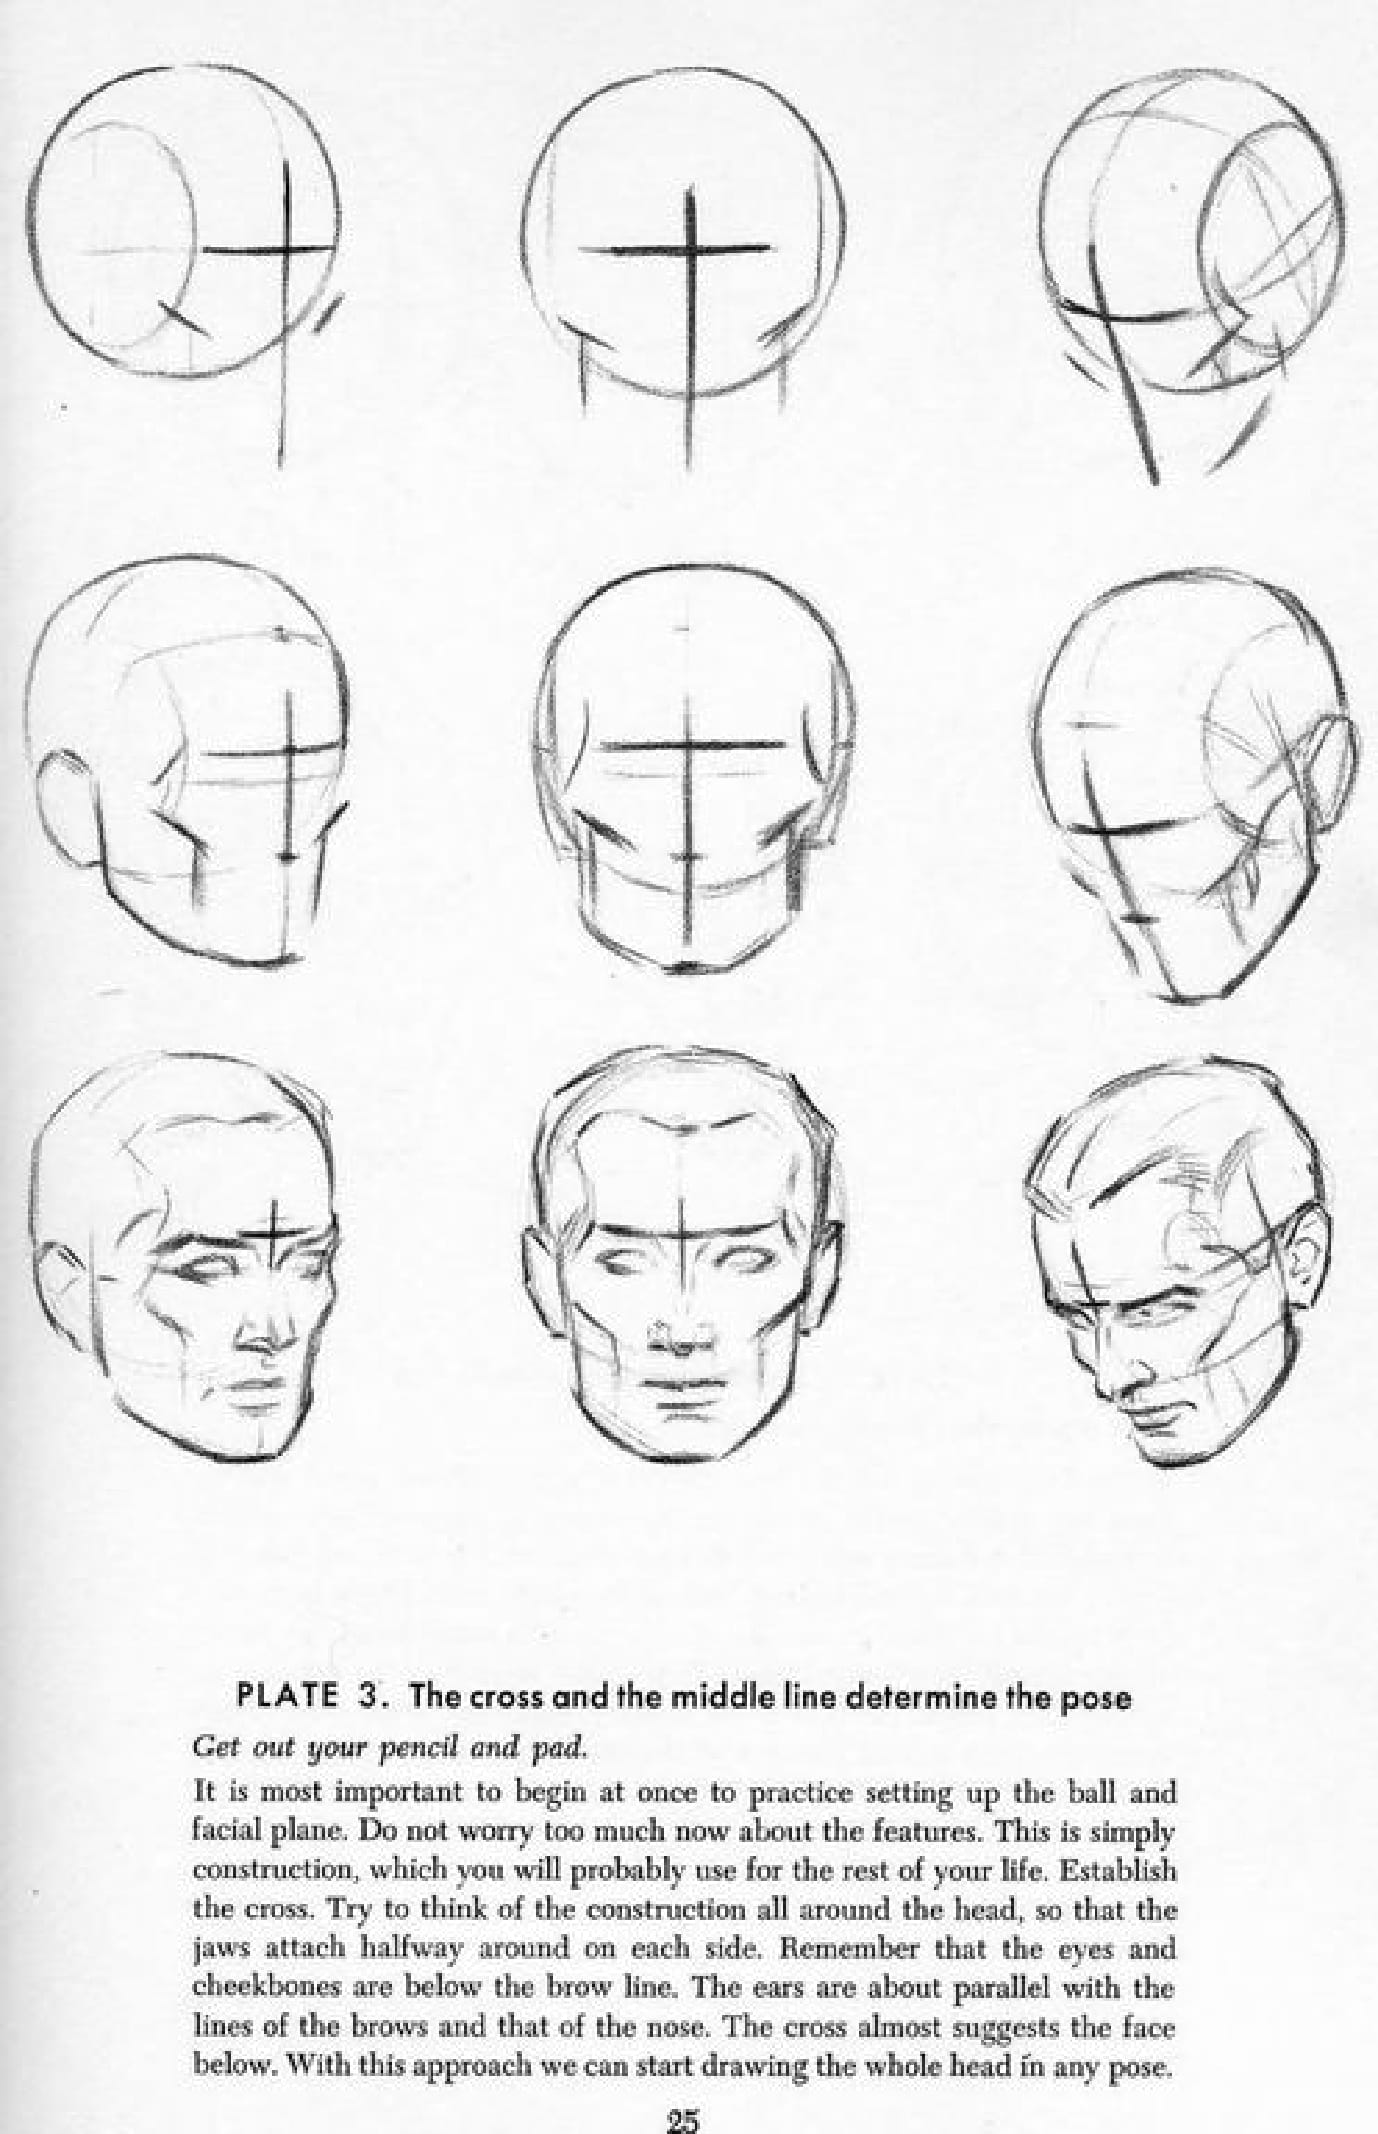 PLATE 3. The cross and the middle line determine the pose
Get out your pencil and pad.
It is most important to begin at once to practice setting up the ball and
facial plane. Do not worry too much now about the features. This is simply
construction, which you will probably use for the rest of your life. Establish
the cross. Try to think of the construction all around the head, so that the
jaws attach halfway around on each side. Remember that the eyes and
cheekbones are below the brow line. The ears are about parallel with the
lines of the brows and that of the nose. The cross almost suggests the face
below. With this approach we can start drawing the whole head in any pose.
25